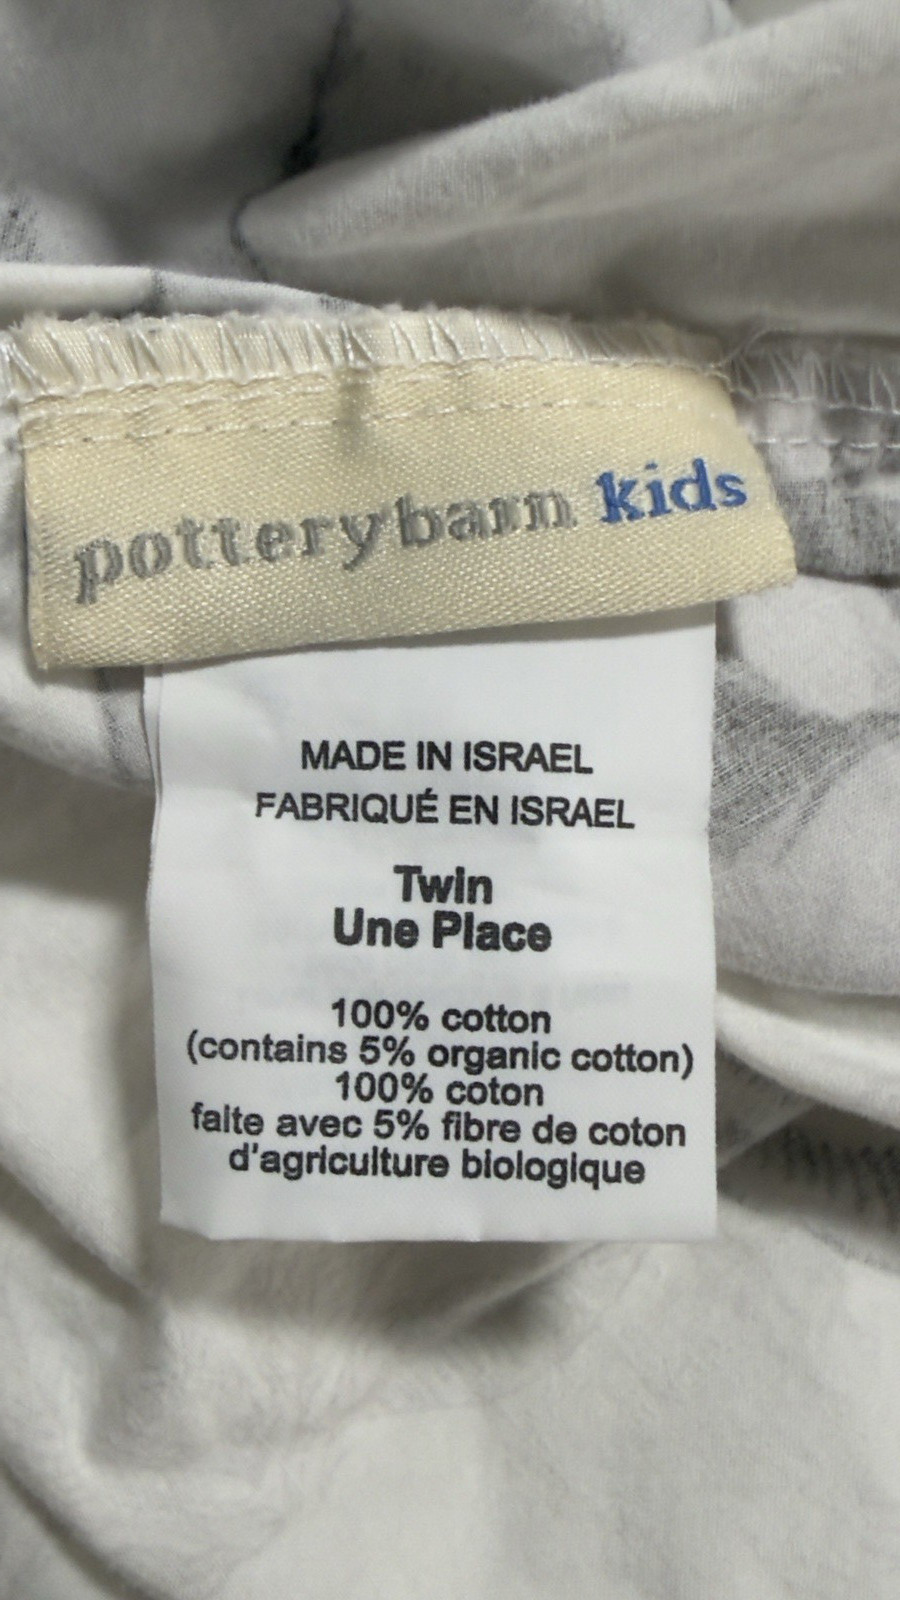 potterybarn kids
MADE IN ISRAEL
FABRIQUÉ EN ISRAEL
Twin
Une Place
100% cotton
(contains 5% organic cotton)
100% coton
faite avec 5% fibre de coton
d'agriculture biologique